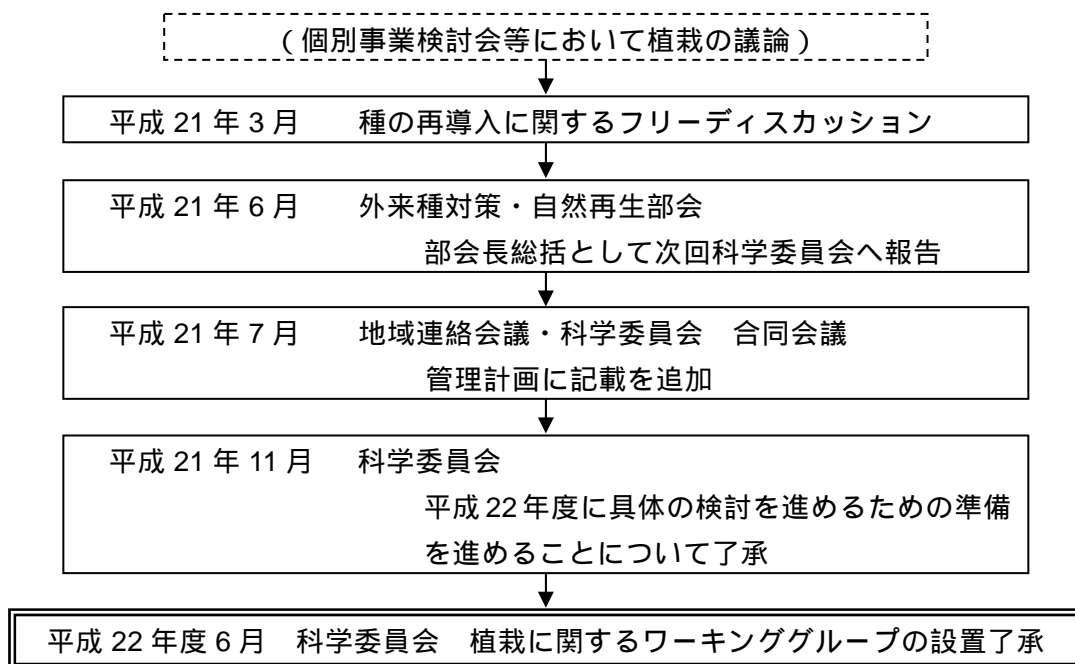 （個別事業検討会等において植栽の議論）
平成 21 年 3 月　種の再導入に関するフリーディスカッション
平成 21 年 6 月　外来種対策・自然再生部会
部会長総括として次回科学委員会へ報告
平成 21 年 7 月　地域連絡会議・科学委員会　合同会議
管理計画に記載を追加
平成 21 年 11 月　科学委員会
平成 22 年度に具体の検討を進めるための準備
を進めることについて了承
平成 22 年度 6 月　科学委員会　植栽に関するワーキンググループの設置了承